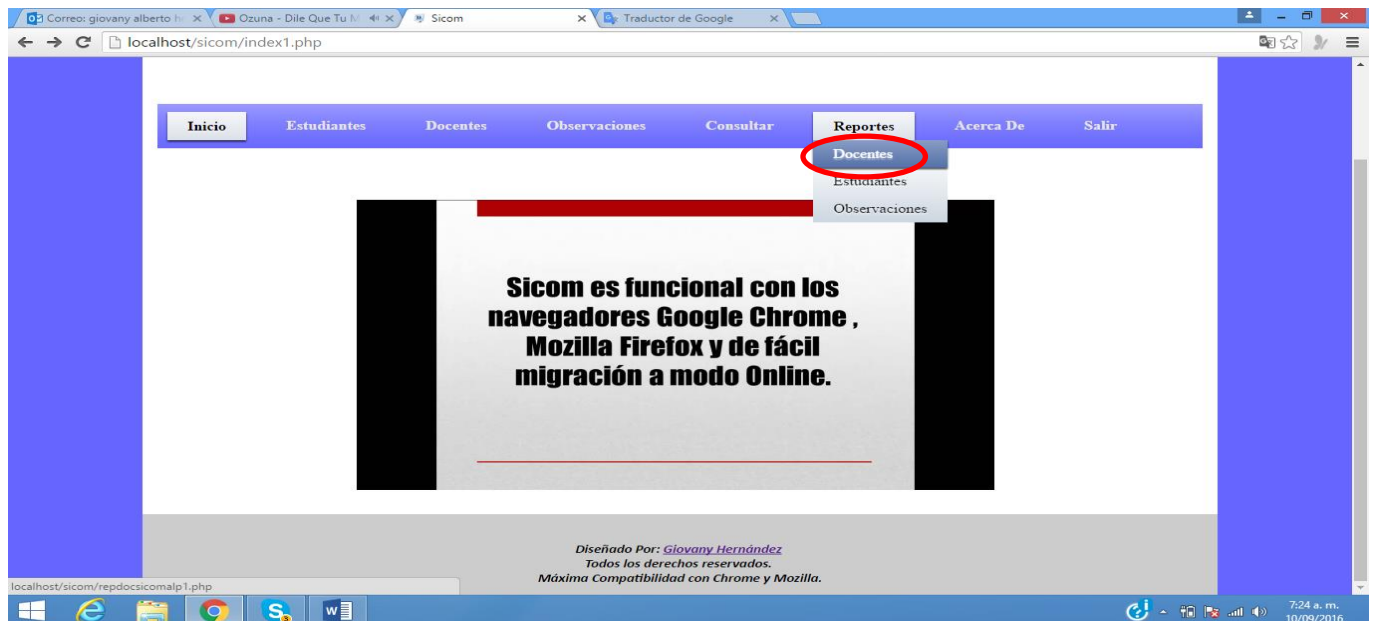 Correo: giovany alberto h
Ozuna - Dile Que Tu M
Sicom
Traductor de Google
localhost/sicom/index1.php
Inicio Estudiantes Docentes Observaciones Consultar Reportes Acerca De Salir
Docentes
Estudiantes
Observaciones
Sicom es funcional con los
navegadores Google Chrome ,
Mozilla Firefox y de fácil
migración a modo Online.
Diseñado Por: Giovany Hernández
Todos los derechos reservados.
Máxima Compatibilidad con Chrome y Mozilla.
localhost/sicom/repdocsicomalp1.php
7:24 a. m.
10/09/2016